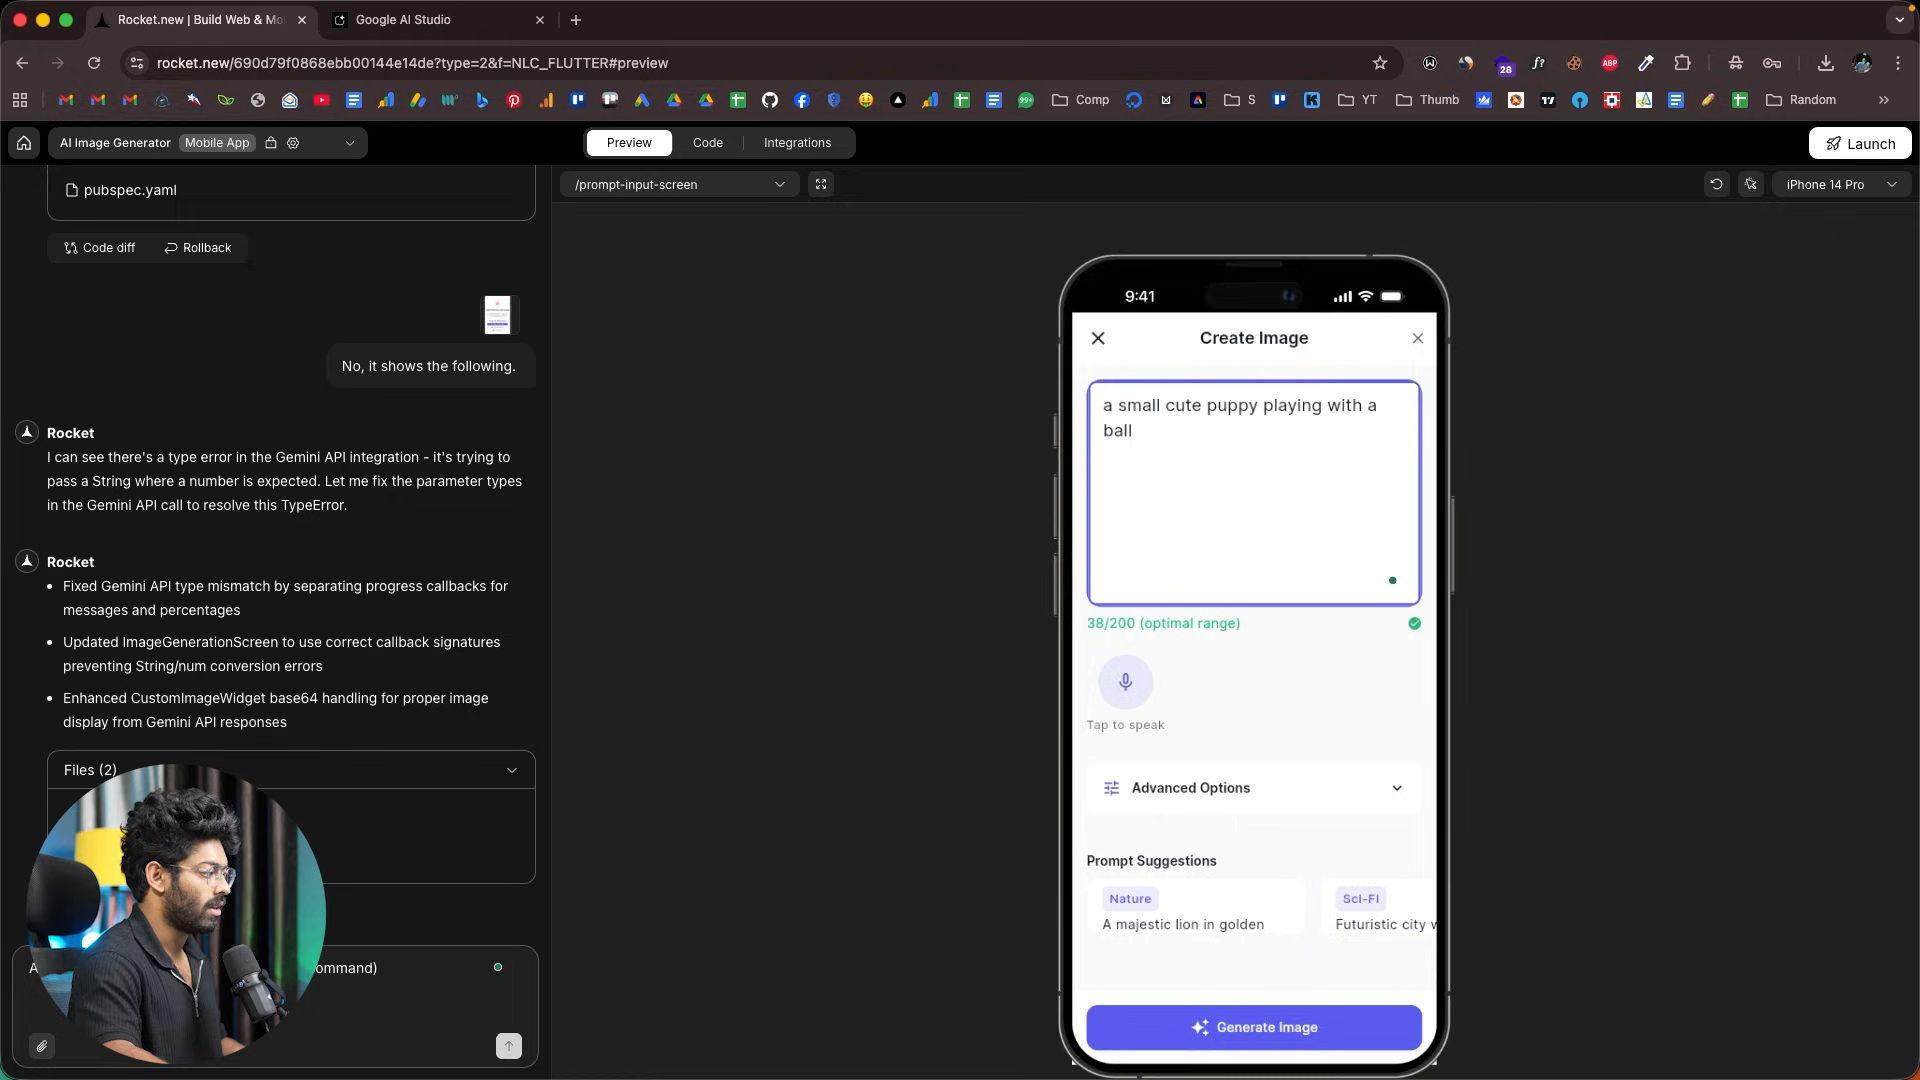 Rocket.new | Build Web & Mo
Google AI Studio
rocket.new/690d79f0868ebb00144e14de?type=2&f=NLC_FLUTTER#preview
28
f?
ABP
99+
Comp
S
YT
Thumb
Random
AI Image Generator
Mobile App
Preview
Code
Integrations
Launch
pubspec.yaml
Code diff
Rollback
No, it shows the following.
Rocket
I can see there's a type error in the Gemini API integration - it's trying to
pass a String where a number is expected. Let me fix the parameter types
in the Gemini API call to resolve this TypeError.
Rocket
• Fixed Gemini API type mismatch by separating progress callbacks for
messages and percentages
• Updated ImageGenerationScreen to use correct callback signatures
preventing String/num conversion errors
• Enhanced CustomImageWidget base64 handling for proper image
display from Gemini API responses
Files (2)
A
ommand)
/prompt-input-screen
iPhone 14 Pro
9:41
Create Image
a small cute puppy playing with a
ball
38/200 (optimal range)
Tap to speak
Advanced Options
Prompt Suggestions
Nature
A majestic lion in golden
Sci-Fi
Futuristic city w
Generate Image